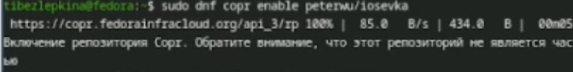 tibezlepkina@fedora:~$ sudo dnf copr enable peterwu/iosevka
https://copr.fedorainfracloud.org/api_3/rp 100% | 85.0 B/s | 434.0 B | 00m05
Включение репозитория Copr. Обратите внимание, что этот репозиторий не является час
ью